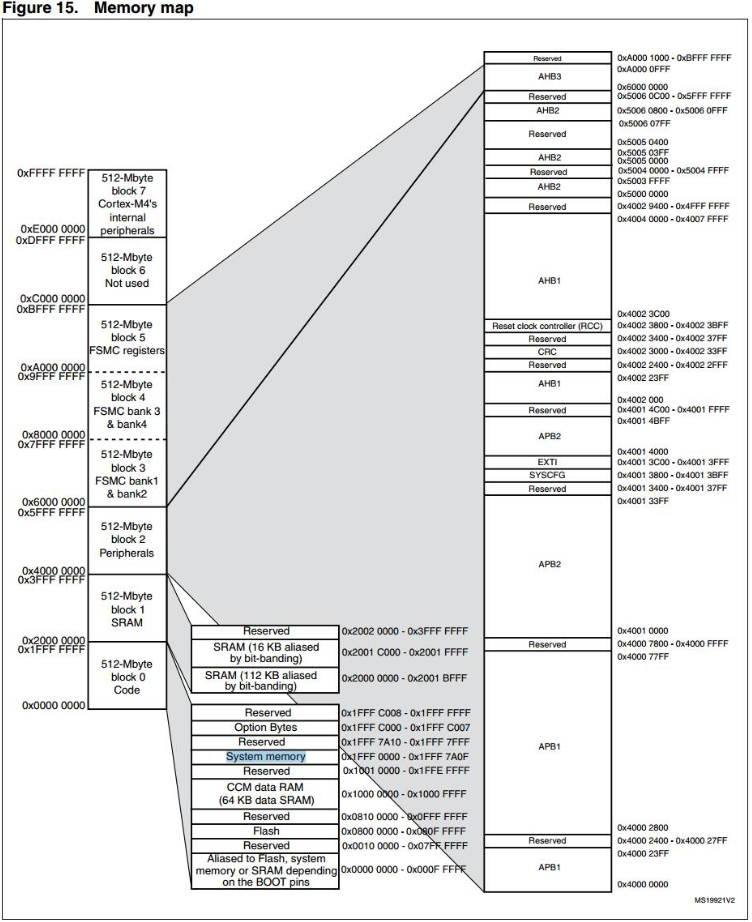 Figure 15. Memory map
0xFFFF FFFF
512-Mbyte
block 7
Cortex-M4's
internal
peripherals
0xE000 0000
0xDFFF FFFF
512-Mbyte
block 6
Not used
0xC000 0000
0xBFFF FFFF
512-Mbyte
block 5
FSMC registers
0xA000 0000
0x9FFF FFFF
512-Mbyte
block 4
FSMC bank 3
& bank4
0x8000 0000
0x7FFF FFFF
512-Mbyte
block 3
FSMC bank1
& bank2
0x6000 0000
0x5FFF FFFF
512-Mbyte
block 2
Peripherals
0x4000 0000
0x3FFF FFFF
512-Mbyte
block 1
SRAM
0x2000 0000
0x1FFF FFFF
512-Mbyte
block 0
Code
0x0000 0000
Reserved 0x2002 0000 - 0x3FFF FFFF
SRAM (16 KB aliased
by bit-banding)
0x2001 C000 - 0x2001 FFFF
SRAM (112 KB aliased
by bit-banding)
0x2000 0000 - 0x2001 BFFF
Reserved 0x1FFF C008 - 0x1FFF FFFF
Option Bytes 0x1FFF C000 - 0x1FFF C007
Reserved 0x1FFF 7A10 - 0x1FFF 7FFF
System memory 0x1FFF 0000 - 0x1FFF 7A0F
Reserved 0x1001 0000 - 0x1FFE FFFF
CCM data RAM
(64 KB data SRAM)
0x1000 0000 - 0x1000 FFFF
Reserved 0x0810 0000 - 0x0FFF FFFF
Flash 0x0800 0000 - 0x080F FFFF
Reserved 0x0010 0000 - 0x07FF FFFF
Aliased to Flash, system
memory or SRAM depending
on the BOOT pins
0x0000 0000 - 0x000F FFFF
Reserved 0xA000 1000 - 0xBFFF FFFF
0xA000 0FFF
AHB3
0x6000 0000
Reserved 0x5006 0C00 - 0x5FFF FFFF
AHB2 0x5006 0800 - 0x5006 0FFF
0x5006 07FF
Reserved
0x5005 0400
0x5005 03FF
AHB2
0x5005 0000
Reserved 0x5004 0000 - 0x5004 FFFF
0x5003 FFFF
AHB2
0x5000 0000
Reserved 0x4002 9400 - 0x4FFF FFFF
0x4004 0000 - 0x4007 FFFF
AHB1
0x4002 3C00
Reset clock controller (RCC) 0x4002 3800 - 0x4002 3BFF
Reserved 0x4002 3400 - 0x4002 37FF
CRC 0x4002 3000 - 0x4002 33FF
Reserved 0x4002 2400 - 0x4002 2FFF
0x4002 23FF
AHB1
0x4002 000
Reserved 0x4001 4C00 - 0x4001 FFFF
0x4001 4BFF
APB2
0x4001 4000
EXTI 0x4001 3C00 - 0x4001 3FFF
SYSCFG 0x4001 3800 - 0x4001 3BFF
Reserved 0x4001 3400 - 0x4001 37FF
0x4001 33FF
APB2
0x4001 0000
Reserved 0x4000 7800 - 0x4000 FFFF
0x4000 77FF
APB1
0x4000 2800
Reserved 0x4000 2400 - 0x4000 27FF
0x4000 23FF
APB1
0x4000 0000
MS19921V2